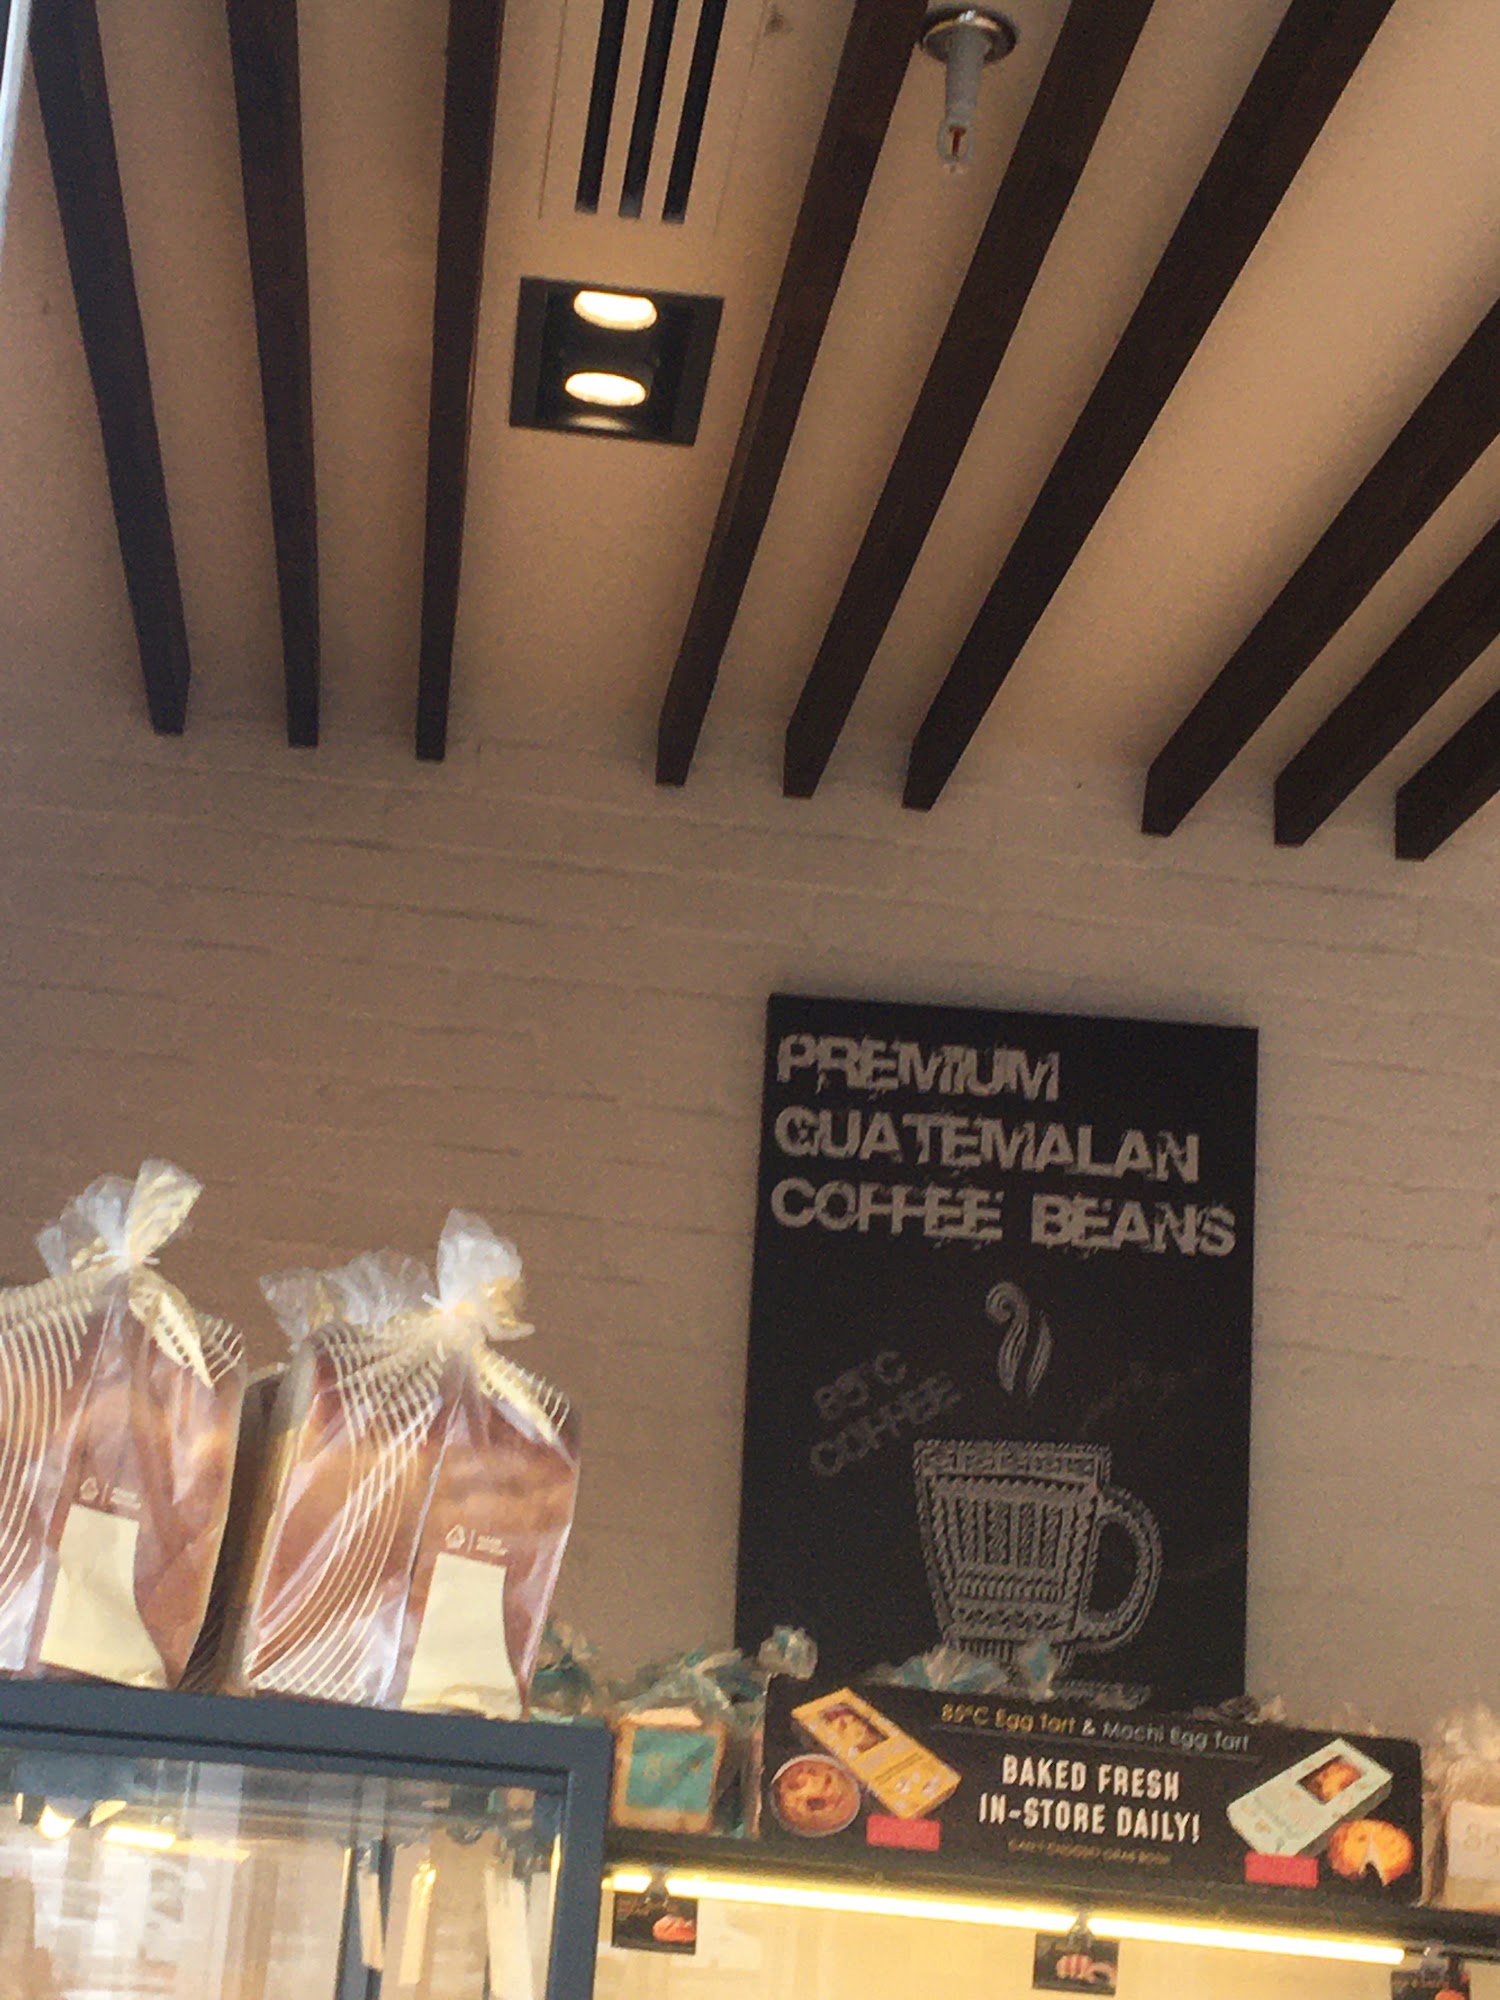 PREMIUM
GUATEMALAN
COFFEE BEANS
85°C
COFFEE
85°C Egg Tart & Mochi Egg Tart
BAKED FRESH
IN-STORE DAILY!